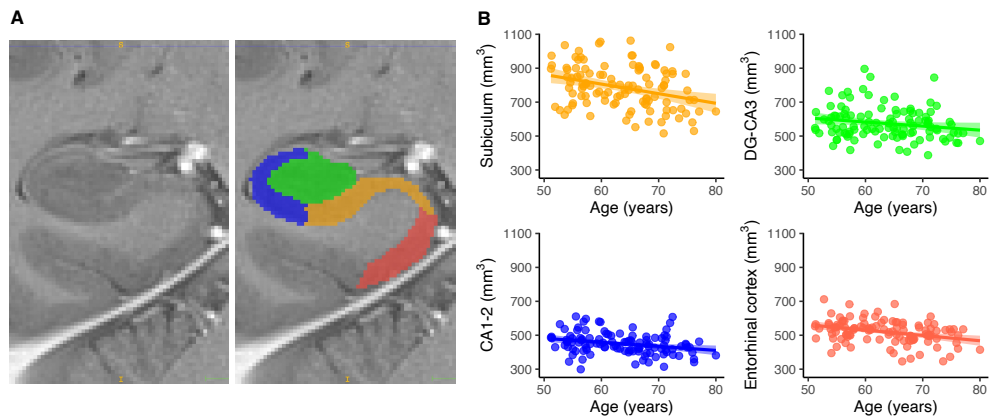 A
S
I
S
I
B
1100
900
700
500
300
Subiculum (mm³)
50 60 70 80
Age (years)
1100
900
700
500
300
DG-CA3 (mm³)
50 60 70 80
Age (years)
1100
900
700
500
300
CA1-2 (mm³)
50 60 70 80
Age (years)
1100
900
700
500
300
Entorhinal cortex (mm³)
50 60 70 80
Age (years)